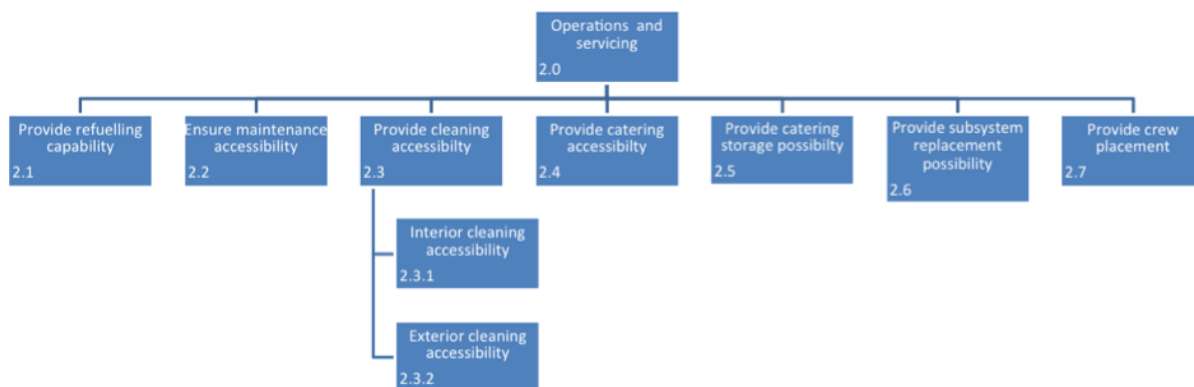 Operations and
servicing
2.0
Provide refuelling
capability
2.1
Ensure maintenance
accessibility
2.2
Provide cleaning
accessibilty
2.3
Provide catering
accessibilty
2.4
Provide catering
storage possibilty
2.5
Provide subsystem
replacement
possibility
2.6
Provide crew
placement
2.7
Interior cleaning
accessibility
2.3.1
Exterior cleaning
accessibility
2.3.2